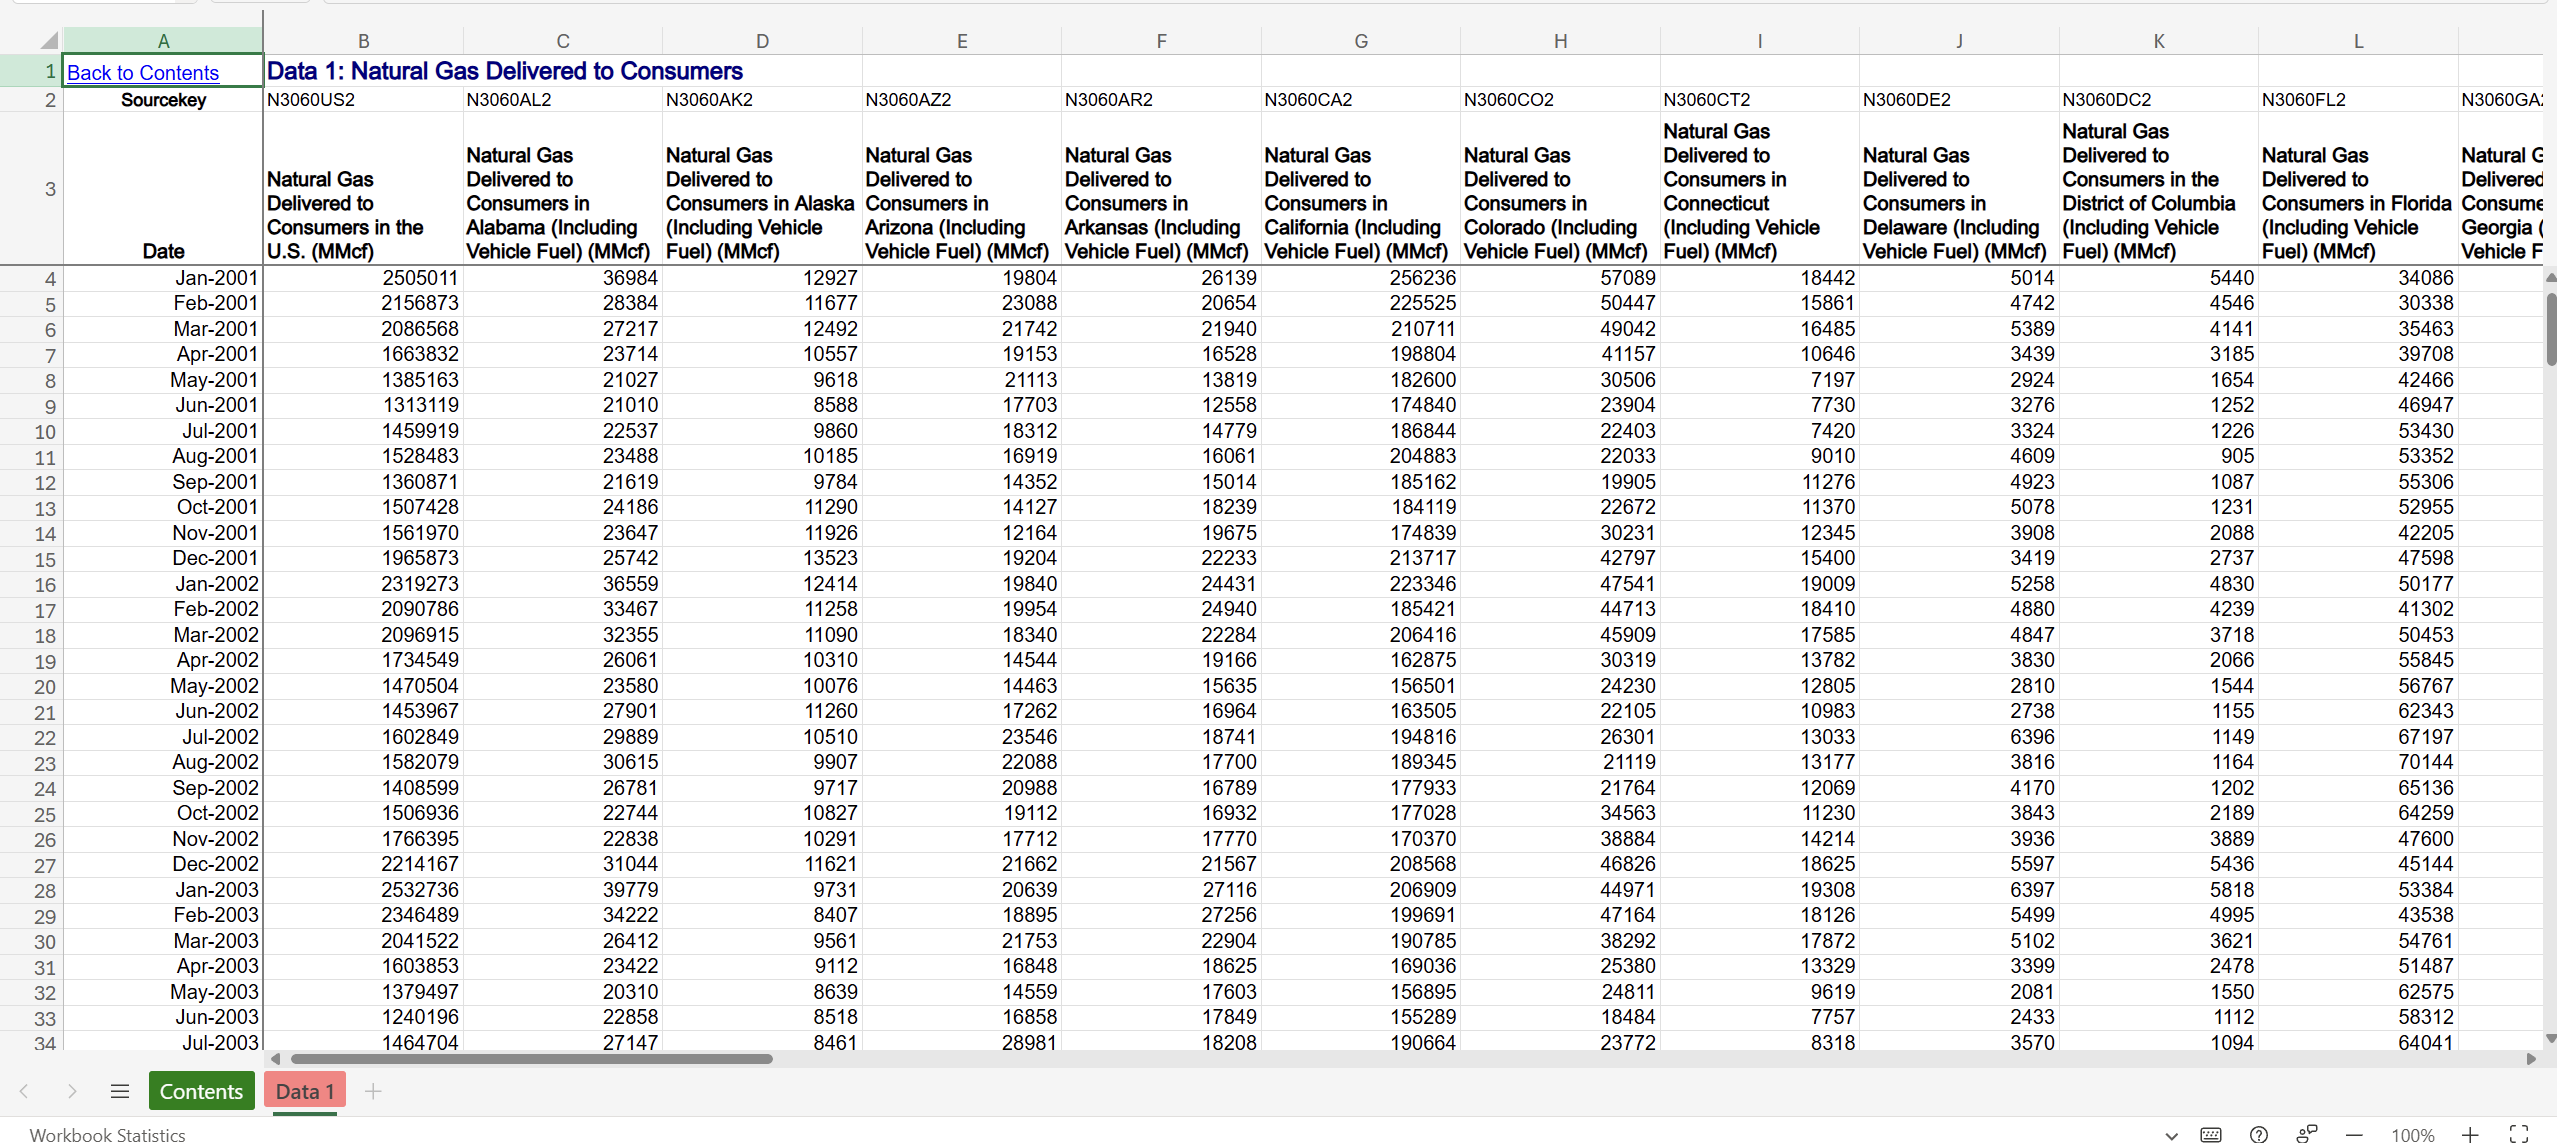 A B C D E F G H I J K L
1 Back to Contents Data 1: Natural Gas Delivered to Consumers
2 Sourcekey N3060US2 N3060AL2 N3060AK2 N3060AZ2 N3060AR2 N3060CA2 N3060CO2 N3060CT2 N3060DE2 N3060DC2 N3060FL2 N3060GA
3 Date
Natural Gas
Delivered to
Consumers in the
U.S. (MMcf)
Natural Gas
Delivered to
Consumers in
Alabama (Including
Vehicle Fuel) (MMcf)
Natural Gas
Delivered to
Consumers in Alaska
(Including Vehicle
Fuel) (MMcf)
Natural Gas
Delivered to
Consumers in
Arizona (Including
Vehicle Fuel) (MMcf)
Natural Gas
Delivered to
Consumers in
Arkansas (Including
Vehicle Fuel) (MMcf)
Natural Gas
Delivered to
Consumers in
California (Including
Vehicle Fuel) (MMcf)
Natural Gas
Delivered to
Consumers in
Colorado (Including
Vehicle Fuel) (MMcf)
Natural Gas
Delivered to
Consumers in
Connecticut
(Including Vehicle
Fuel) (MMcf)
Natural Gas
Delivered to
Consumers in
Delaware (Including
Vehicle Fuel) (MMcf)
Natural Gas
Delivered to
Consumers in the
District of Columbia
(Including Vehicle
Fuel) (MMcf)
Natural Gas
Delivered to
Consumers in Florida
(Including Vehicle
Fuel) (MMcf)
Natural G
Delivered
Consume
Georgia (
Vehicle F
4 Jan-2001 2505011 36984 12927 19804 26139 256236 57089 18442 5014 5440 34086
5 Feb-2001 2156873 28384 11677 23088 20654 225525 50447 15861 4742 4546 30338
6 Mar-2001 2086568 27217 12492 21742 21940 210711 49042 16485 5389 4141 35463
7 Apr-2001 1663832 23714 10557 19153 16528 198804 41157 10646 3439 3185 39708
8 May-2001 1385163 21027 9618 21113 13819 182600 30506 7197 2924 1654 42466
9 Jun-2001 1313119 21010 8588 17703 12558 174840 23904 7730 3276 1252 46947
10 Jul-2001 1459919 22537 9860 18312 14779 186844 22403 7420 3324 1226 53430
11 Aug-2001 1528483 23488 10185 16919 16061 204883 22033 9010 4609 905 53352
12 Sep-2001 1360871 21619 9784 14352 15014 185162 19905 11276 4923 1087 55306
13 Oct-2001 1507428 24186 11290 14127 18239 184119 22672 11370 5078 1231 52955
14 Nov-2001 1561970 23647 11926 12164 19675 174839 30231 12345 3908 2088 42205
15 Dec-2001 1965873 25742 13523 19204 22233 213717 42797 15400 3419 2737 47598
16 Jan-2002 2319273 36559 12414 19840 24431 223346 47541 19009 5258 4830 50177
17 Feb-2002 2090786 33467 11258 19954 24940 185421 44713 18410 4880 4239 41302
18 Mar-2002 2096915 32355 11090 18340 22284 206416 45909 17585 4847 3718 50453
19 Apr-2002 1734549 26061 10310 14544 19166 162875 30319 13782 3830 2066 55845
20 May-2002 1470504 23580 10076 14463 15635 156501 24230 12805 2810 1544 56767
21 Jun-2002 1453967 27901 11260 17262 16964 163505 22105 10983 2738 1155 62343
22 Jul-2002 1602849 29889 10510 23546 18741 194816 26301 13033 6396 1149 67197
23 Aug-2002 1582079 30615 9907 22088 17700 189345 21119 13177 3816 1164 70144
24 Sep-2002 1408599 26781 9717 20988 16789 177933 21764 12069 4170 1202 65136
25 Oct-2002 1506936 22744 10827 19112 16932 177028 34563 11230 3843 2189 64259
26 Nov-2002 1766395 22838 10291 17712 17770 170370 38884 14214 3936 3889 47600
27 Dec-2002 2214167 31044 11621 21662 21567 208568 46826 18625 5597 5436 45144
28 Jan-2003 2532736 39779 9731 20639 27116 206909 44971 19308 6397 5818 53384
29 Feb-2003 2346489 34222 8407 18895 27256 199691 47164 18126 5499 4995 43538
30 Mar-2003 2041522 26412 9561 21753 22904 190785 38292 17872 5102 3621 54761
31 Apr-2003 1603853 23422 9112 16848 18625 169036 25380 13329 3399 2478 51487
32 May-2003 1379497 20310 8639 14559 17603 156895 24811 9619 2081 1550 62575
33 Jun-2003 1240196 22858 8518 16858 17849 155289 18484 7757 2433 1112 58312
34 Jul-2003 1464704 27147 8461 28981 18208 190664 23772 8318 3570 1094 64041
Contents Data 1
Workbook Statistics 100%